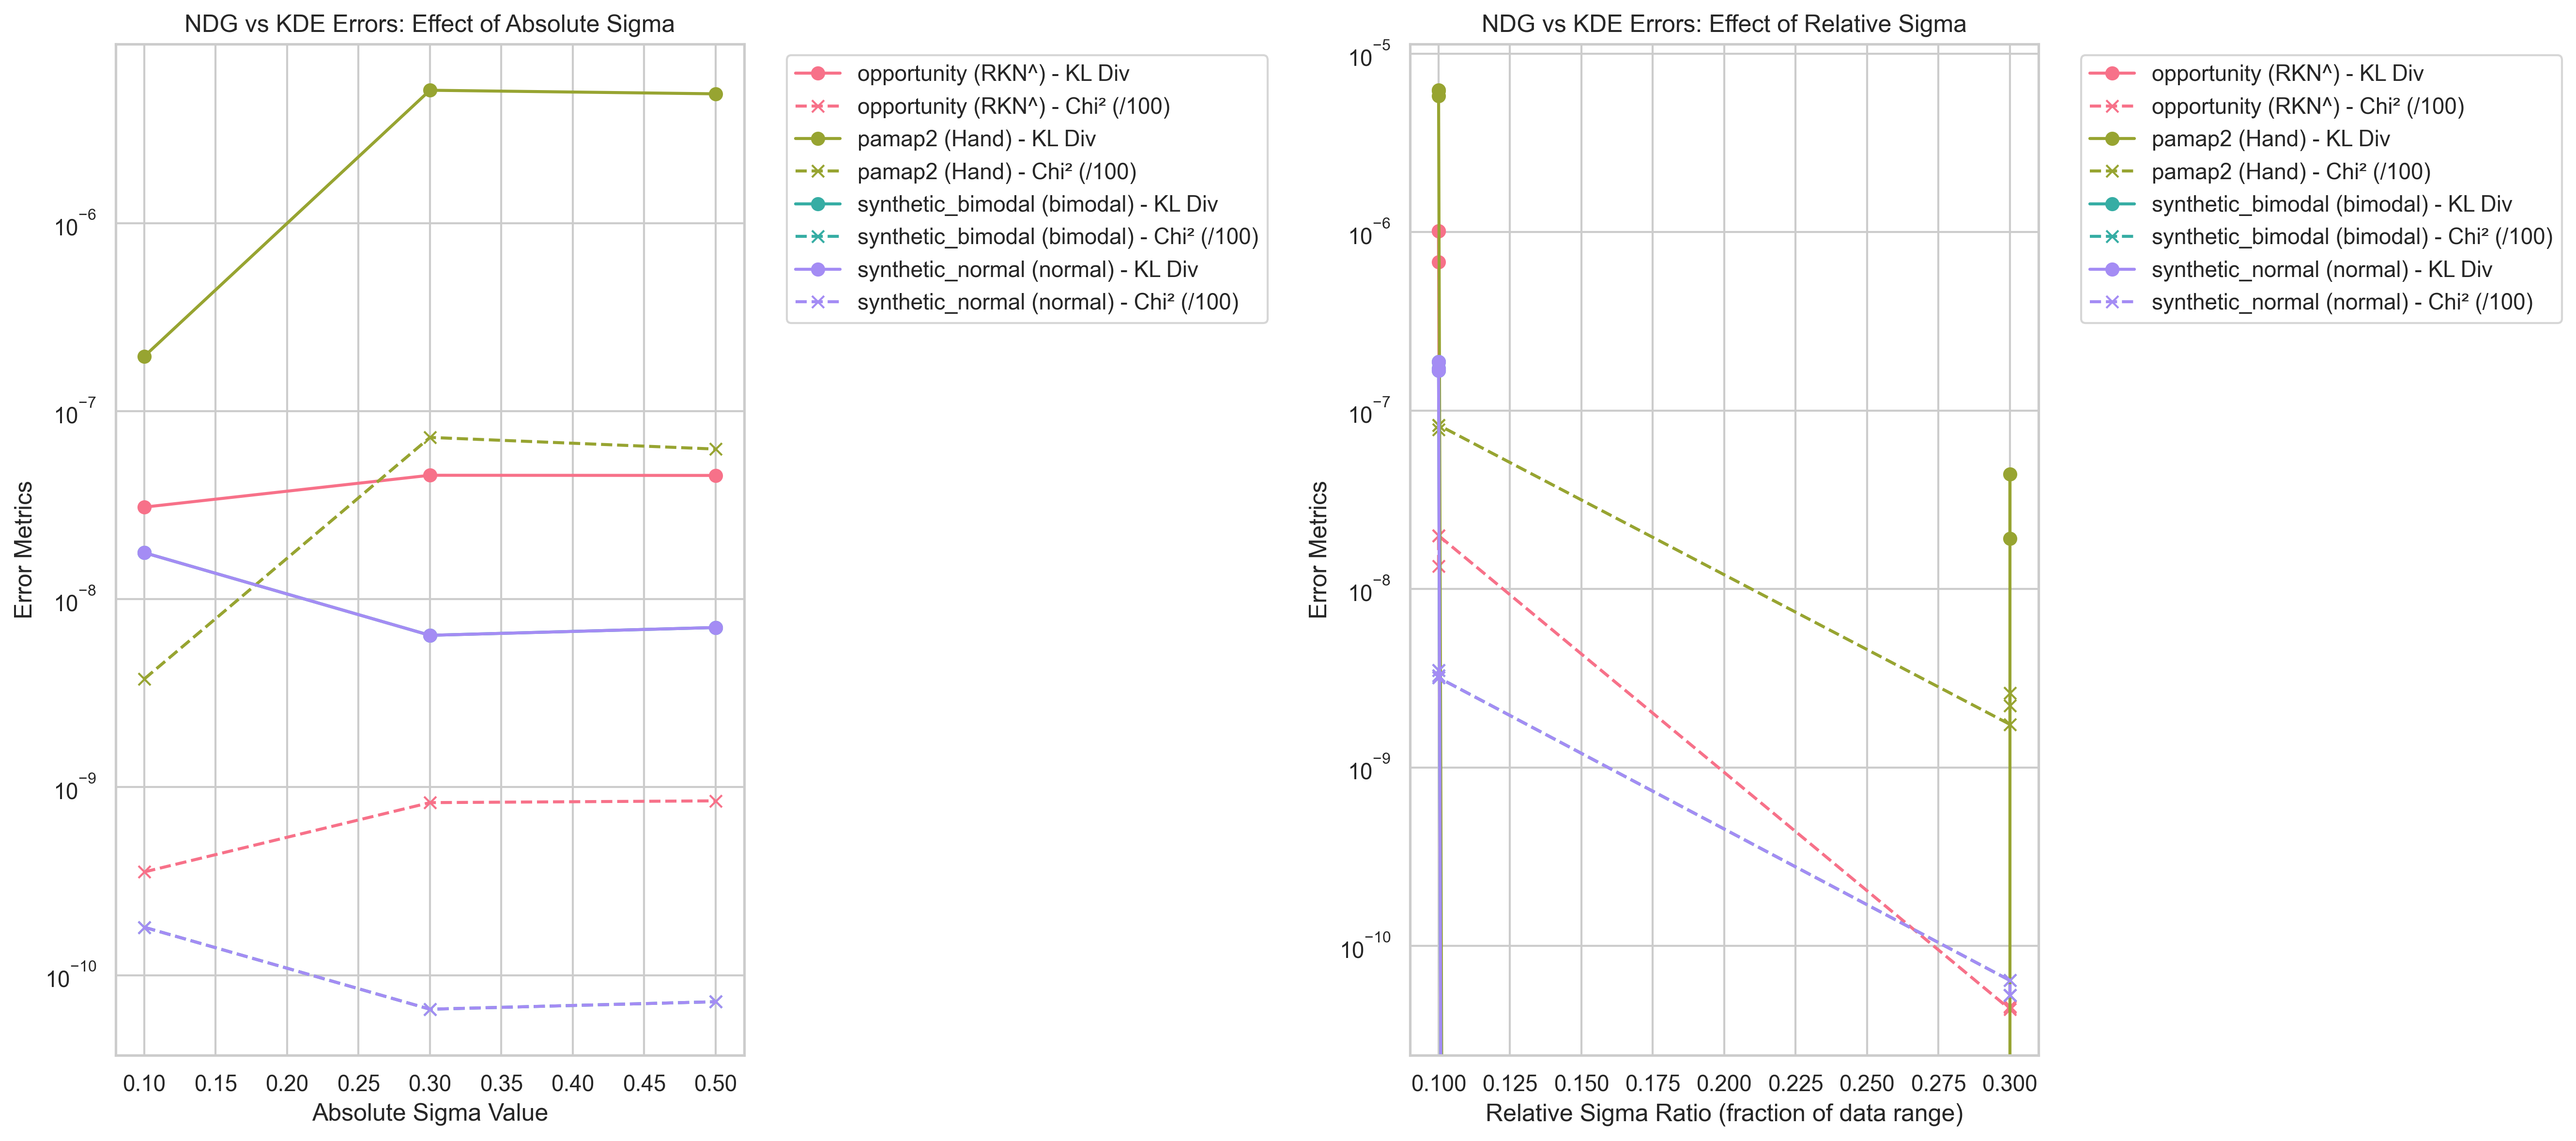 NDG vs KDE Errors: Effect of Absolute Sigma
Error Metrics
10⁻⁶
10⁻⁷
10⁻⁸
10⁻⁹
10⁻¹⁰
0.10 0.15 0.20 0.25 0.30 0.35 0.40 0.45 0.50
Absolute Sigma Value
opportunity (RKN^) - KL Div
opportunity (RKN^) - Chi² (/100)
pamap2 (Hand) - KL Div
pamap2 (Hand) - Chi² (/100)
synthetic_bimodal (bimodal) - KL Div
synthetic_bimodal (bimodal) - Chi² (/100)
synthetic_normal (normal) - KL Div
synthetic_normal (normal) - Chi² (/100)
NDG vs KDE Errors: Effect of Relative Sigma
Error Metrics
10⁻⁵
10⁻⁶
10⁻⁷
10⁻⁸
10⁻⁹
10⁻¹⁰
0.100 0.125 0.150 0.175 0.200 0.225 0.250 0.275 0.300
Relative Sigma Ratio (fraction of data range)
opportunity (RKN^) - KL Div
opportunity (RKN^) - Chi² (/100)
pamap2 (Hand) - KL Div
pamap2 (Hand) - Chi² (/100)
synthetic_bimodal (bimodal) - KL Div
synthetic_bimodal (bimodal) - Chi² (/100)
synthetic_normal (normal) - KL Div
synthetic_normal (normal) - Chi² (/100)